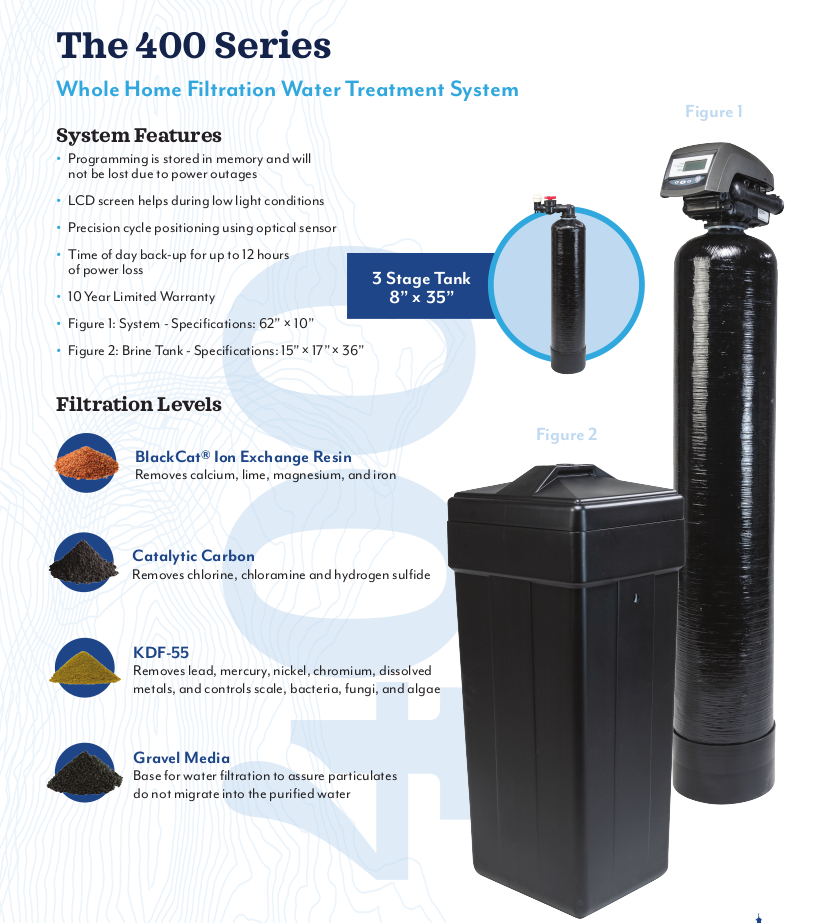 The 400 Series
Whole Home Filtration Water Treatment System
Figure 1
System Features
• Programming is stored in memory and will
not be lost due to power outages
• LCD screen helps during low light conditions
• Precision cycle positioning using optical sensor
• Time of day back-up for up to 12 hours
of power loss
• 10 Year Limited Warranty
• Figure 1: System - Specifications: 62” x 10”
• Figure 2: Brine Tank - Specifications: 15” x 17” x 36”
3 Stage Tank
8” x 35”
Filtration Levels
Figure 2
BlackCat® Ion Exchange Resin
Removes calcium, lime, magnesium, and iron
Catalytic Carbon
Removes chlorine, chloramine and hydrogen sulfide
KDF-55
Removes lead, mercury, nickel, chromium, dissolved
metals, and controls scale, bacteria, fungi, and algae
Gravel Media
Base for water filtration to assure particulates
do not migrate into the purified water
400